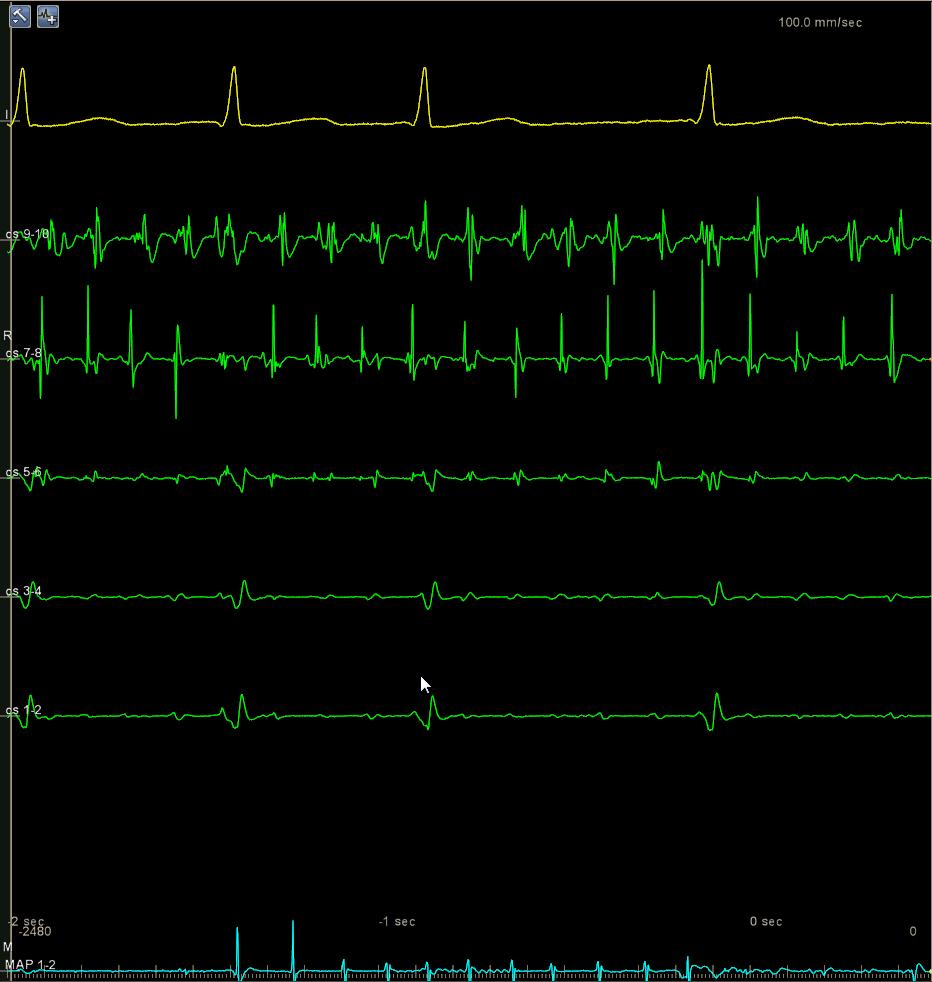 100.0 mm/sec
I
cs 9-10
R
cs 7-8
cs 5-6
cs 3-4
cs 1-2
-2 sec
-1 sec
0 sec
-2480
0
M
MAP 1-2